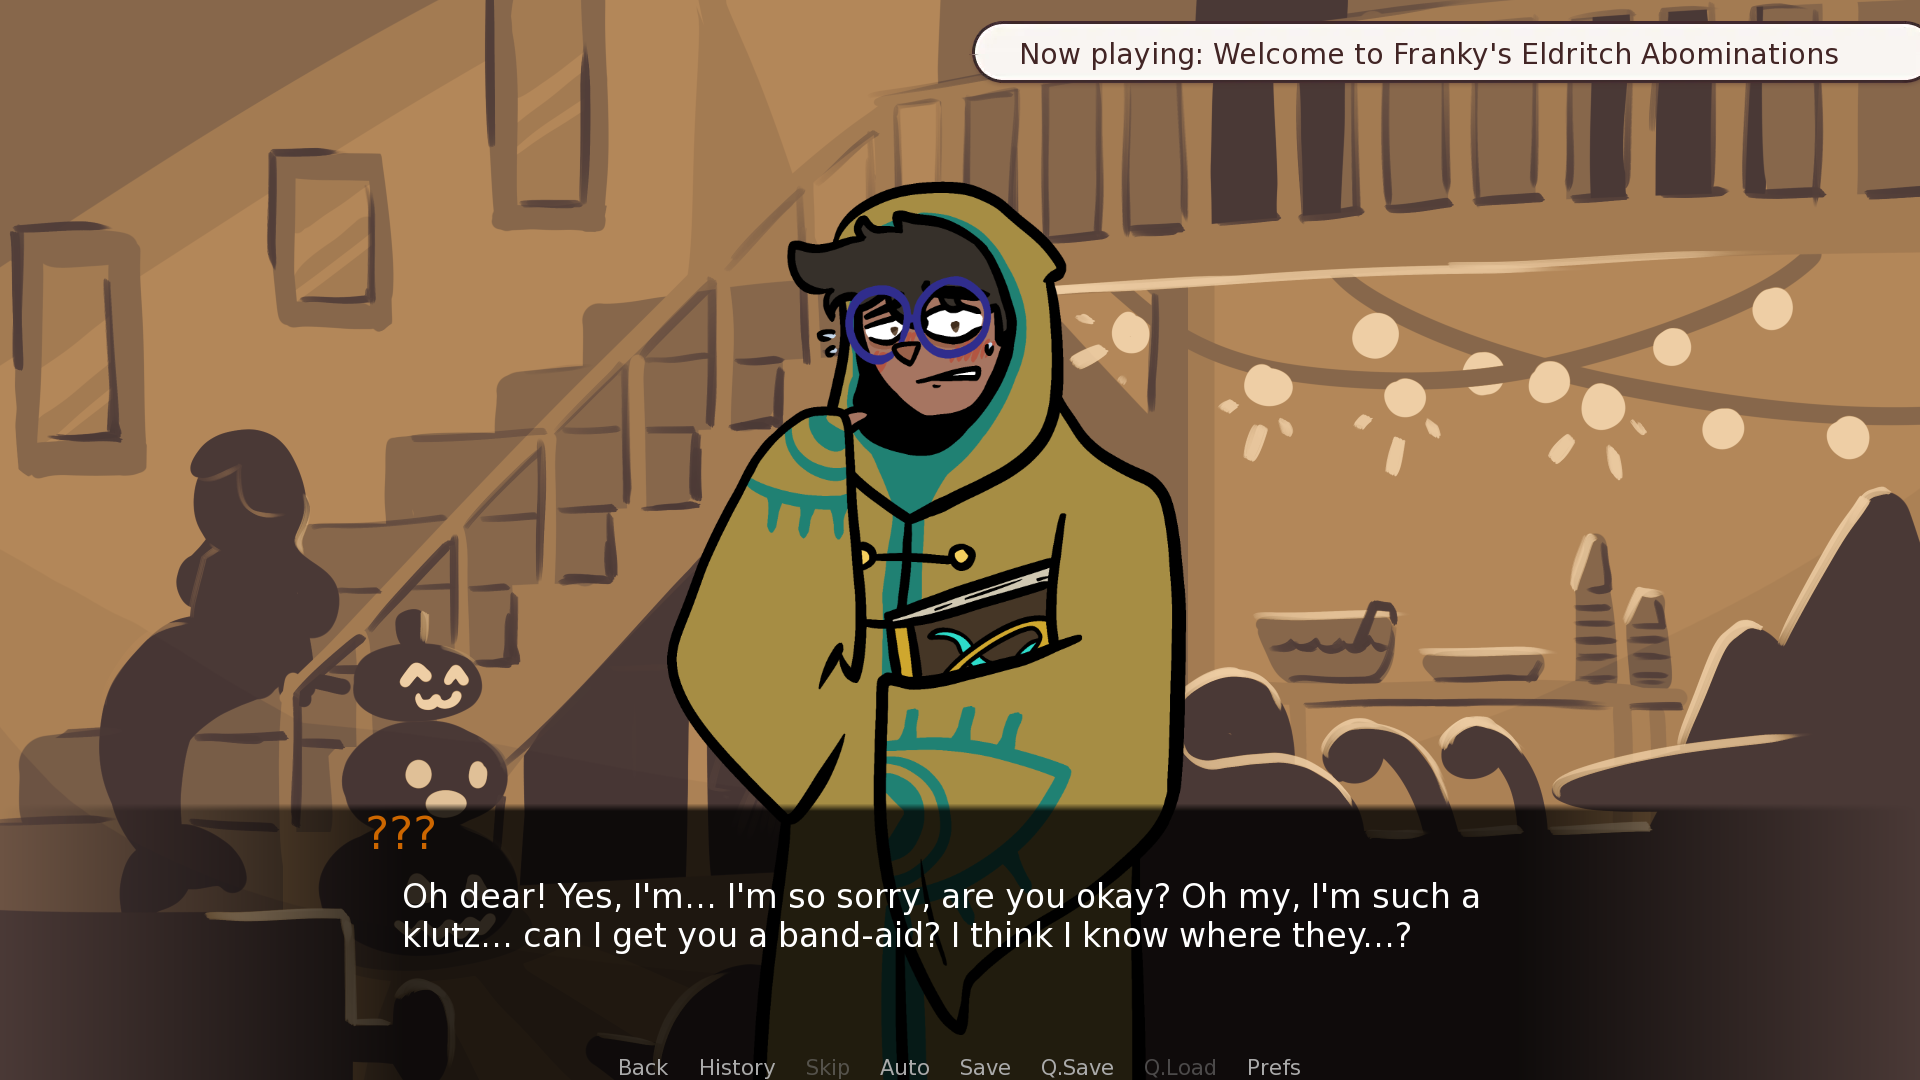 Now playing: Welcome to Franky's Eldritch Abominations
???
Oh dear! Yes, I'm... I'm so sorry, are you okay? Oh my, I'm such a
klutz... can I get you a band-aid? I think I know where they...?
Back History Skip Auto Save Q.Save Q.Load Prefs